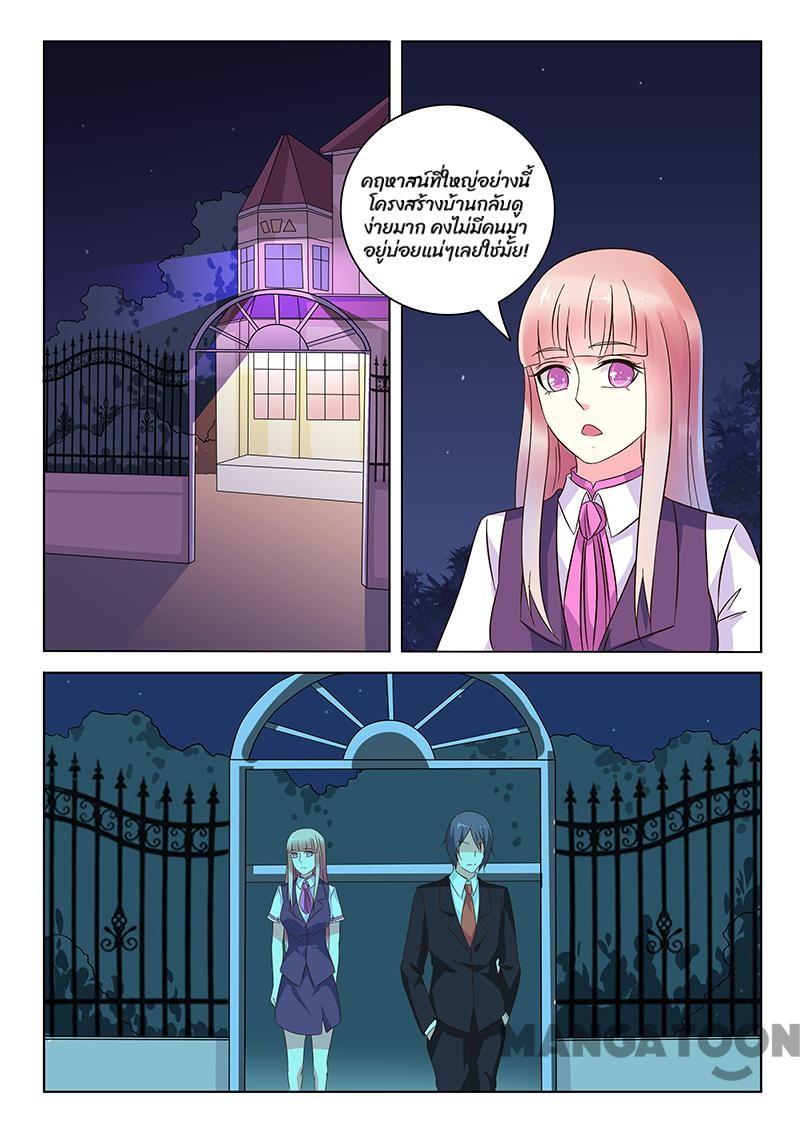 คฤหาสน์ที่ใหญ่อย่างนี้
โครงสร้างบ้านกลับดู
ง่ายมาก คงไม่มีคนมา
อยู่บ่อยแน่ๆเลยใช่มั้ย!
MANGATOON